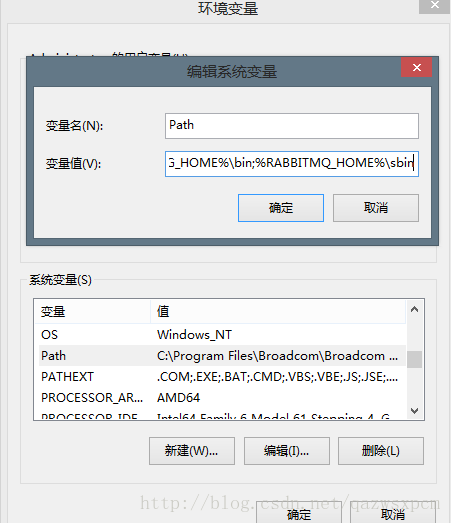 环境变量
编辑系统变量
变量名(N):
Path
变量值(V):
G_HOME%\bin;%RABBITMQ_HOME%\sbin
确定
取消
系统变量(S)
变量 值
OS Windows_NT
Path C:\Program Files\Broadcom\Broadcom ...
PATHEXT .COM;.EXE;.BAT;.CMD;.VBS;.VBE;.JS;.JSE;....
PROCESSOR_AR... AMD64
PROCESSOR_IDE Intel64 Family 6 Model 61 Stepping 4, G
新建(W)...
编辑(I)...
删除(L)
http://blog.csdn.net/qazwsxpcm
确定
取消